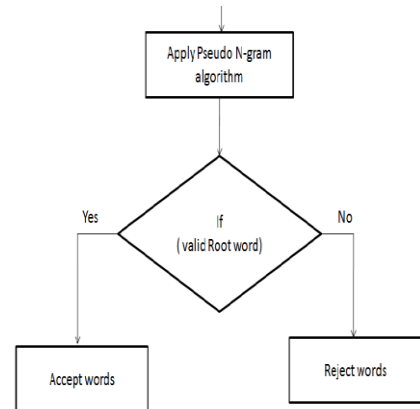 Apply Pseudo N-gram
algorithm
Yes
If
No
( valid Root word)
Accept words
Reject words